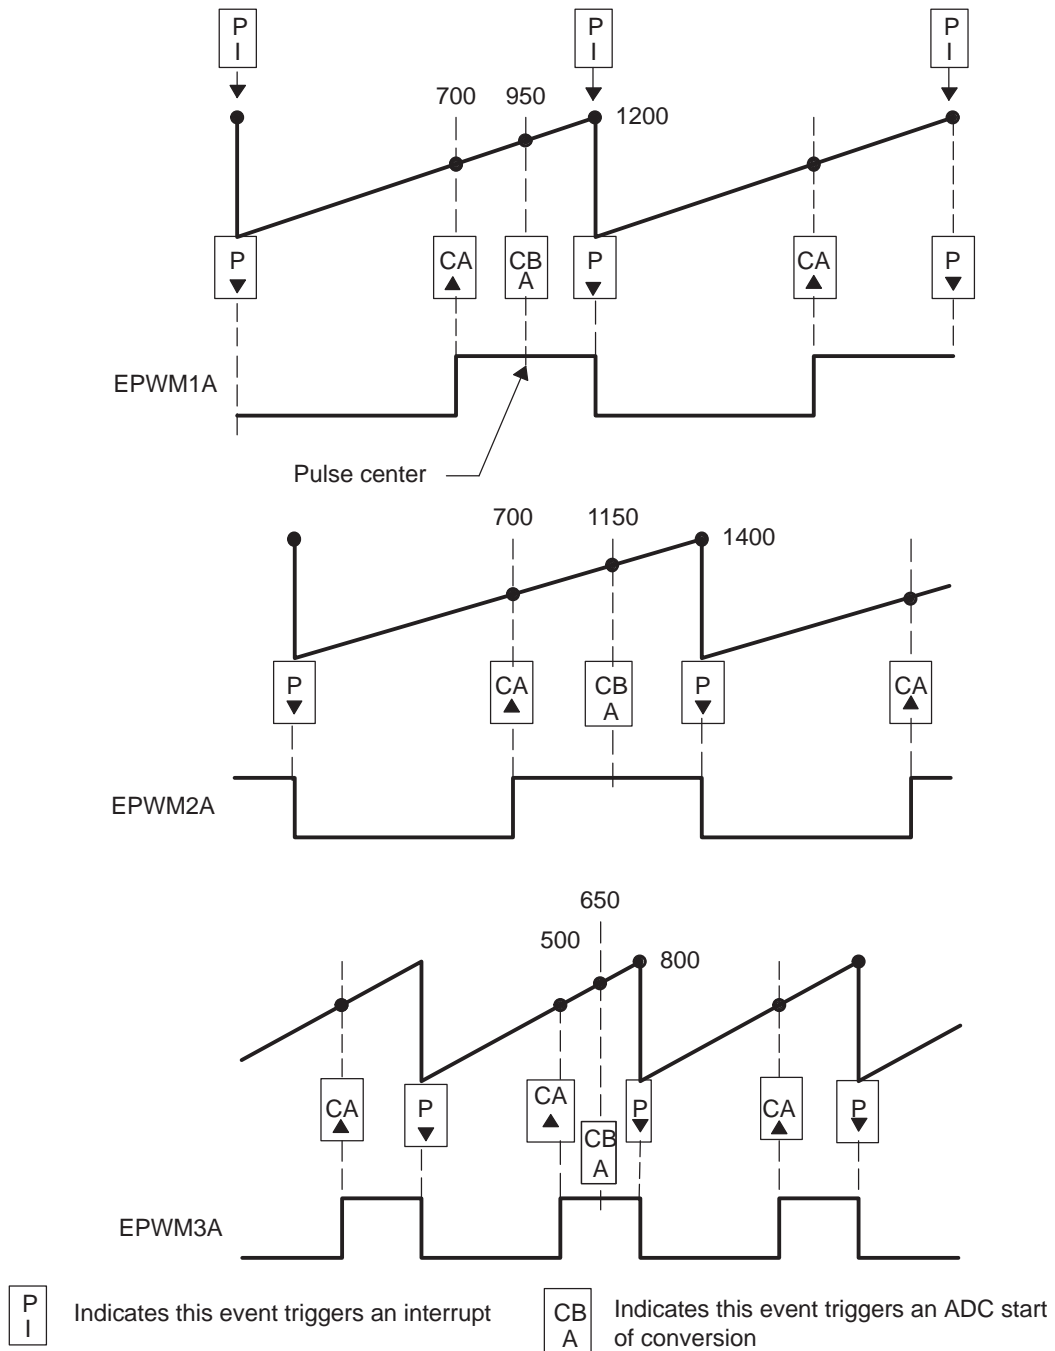 P
I
P
I
P
I
700 950
1200
P
CA
CB
A
P
CA
P
EPWM1A
Pulse center
700 1150
1400
P
CA
CB
A
P
CA
EPWM2A
650
500
800
CA
P
CA
CB
A
P
CA
P
EPWM3A
P
I
Indicates this event triggers an interrupt
CB
A
Indicates this event triggers an ADC start
of conversion